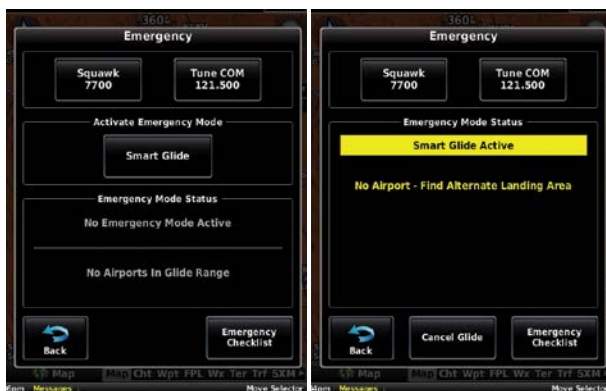 360°
Emergency
Squawk
7700
Tune COM
121.500
Activate Emergency Mode
Smart Glide
Emergency Mode Status
No Emergency Mode Active
No Airports In Glide Range
Back
Emergency
Checklist
Map Map Cht Wpt FPL Wx Ter Trf SXM
Messages Move Selector
360°
Emergency
Squawk
7700
Tune COM
121.500
Emergency Mode Status
Smart Glide Active
No Airport - Find Alternate Landing Area
Back
Cancel Glide
Emergency
Checklist
Map Map Cht Wpt FPL Wx Ter Trf SXM
Messages Move Selector